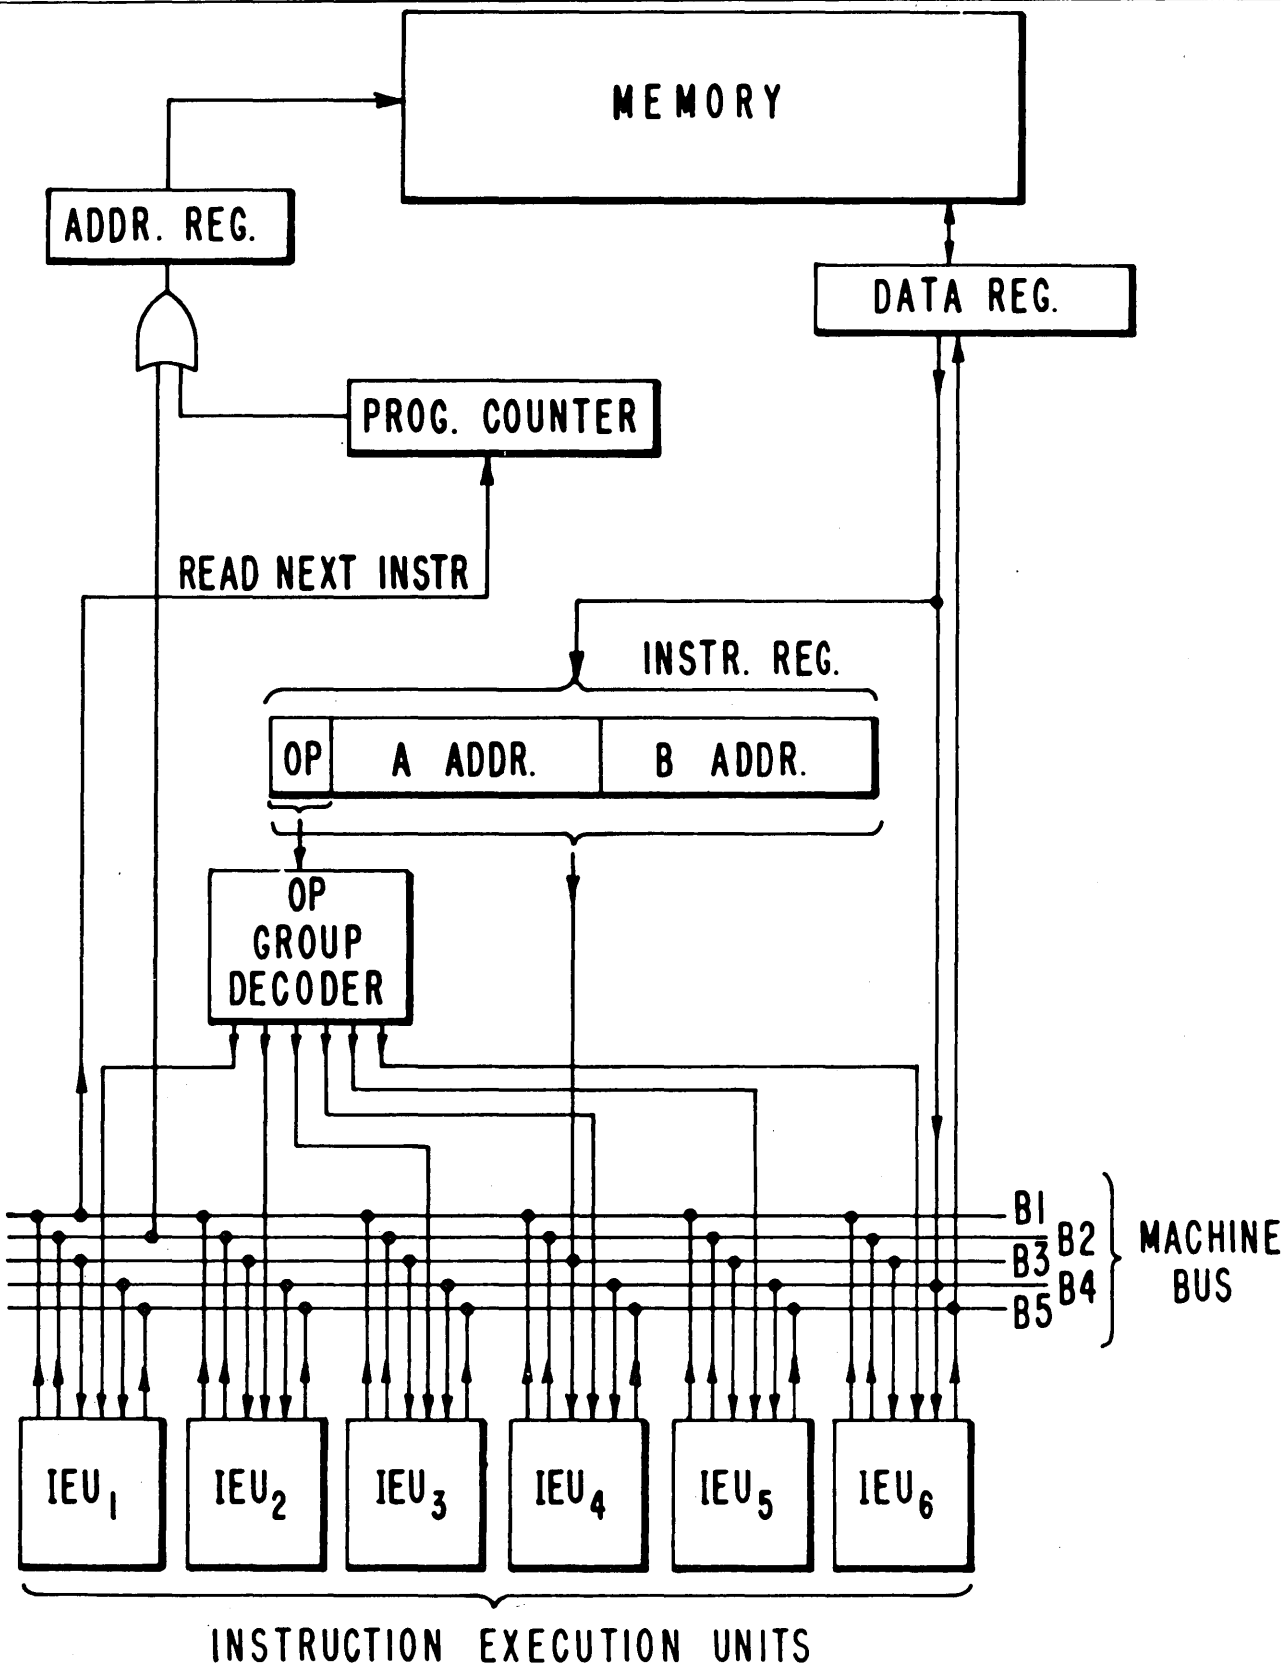 MEMORY
ADDR. REG.
DATA REG.
PROG. COUNTER
READ NEXT INSTR
INSTR. REG.
OP A ADDR. B ADDR.
OP
GROUP
DECODER
B1
B2
B3
B4
B5
MACHINE
BUS
IEU1 IEU2 IEU3 IEU4 IEU5 IEU6
INSTRUCTION EXECUTION UNITS